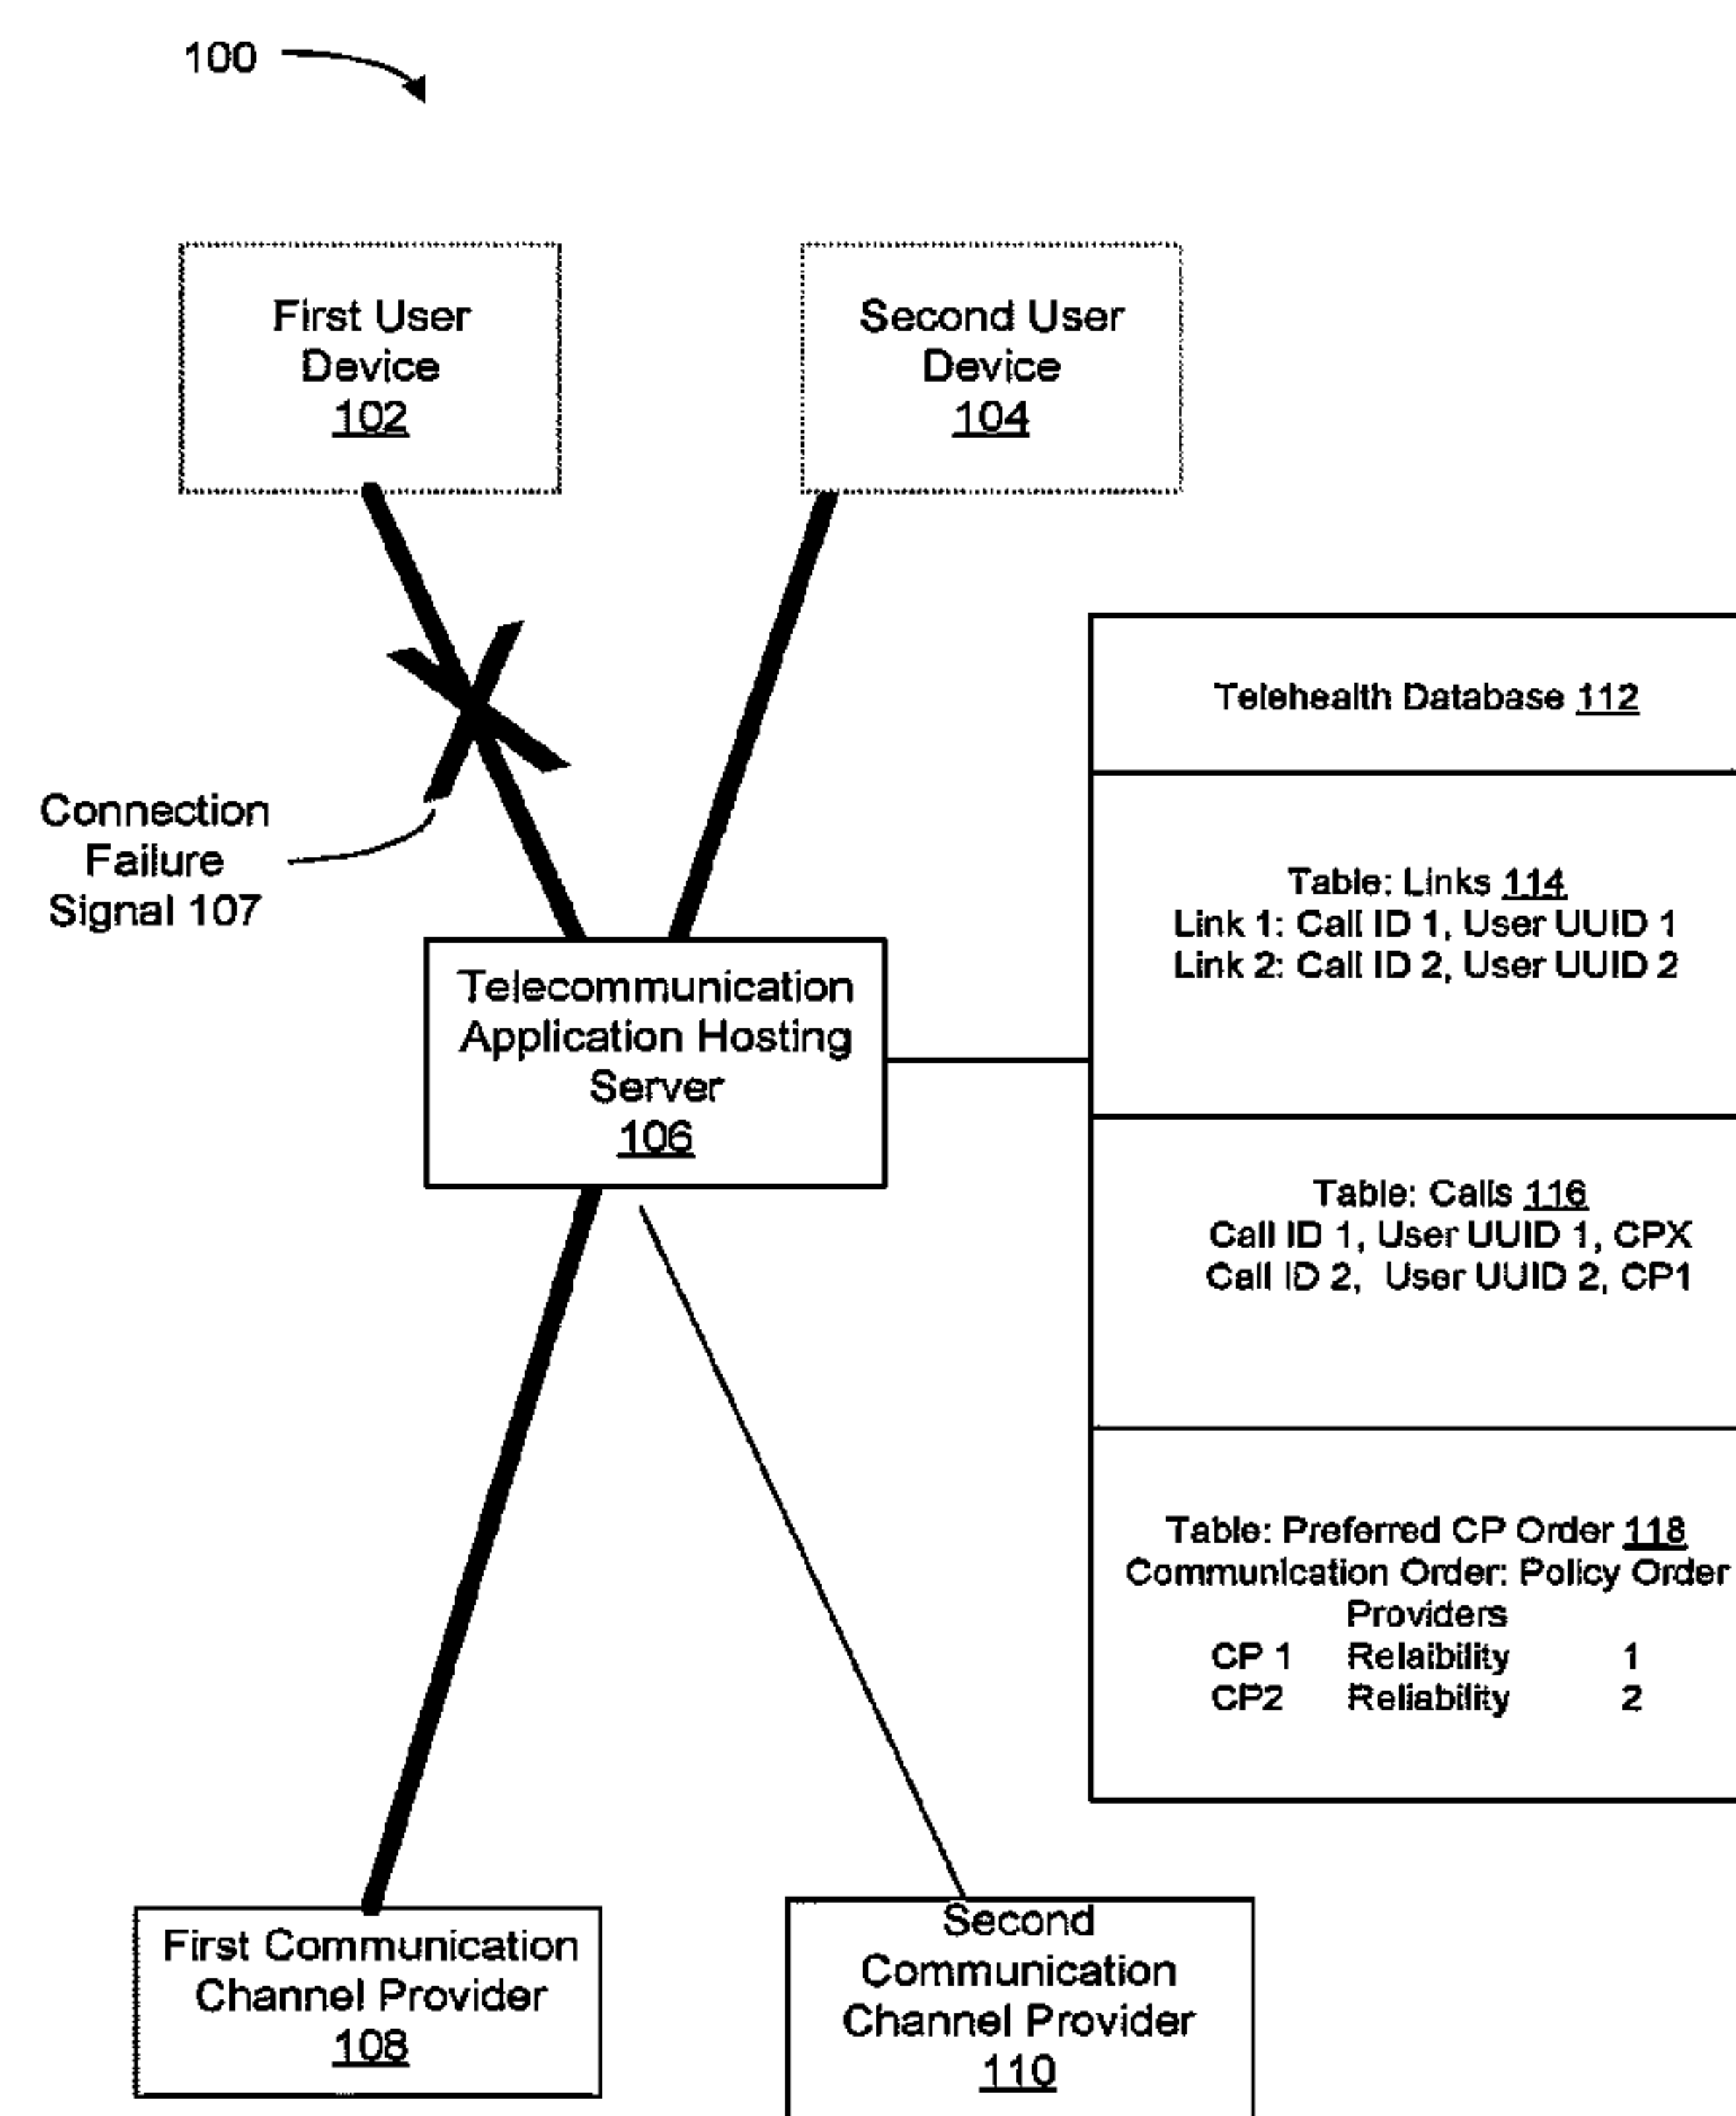 100
First User
Device
102
Second User
Device
104
Connection
Failure
Signal 107
Telecommunication
Application Hosting
Server
106
Telehealth Database 112
Table: Links 114
Link 1: Call ID 1, User UUID 1
Link 2: Call ID 2, User UUID 2
Table: Calls 116
Call ID 1, User UUID 1, CPX
Call ID 2, User UUID 2, CP1
Table: Preferred CP Order 118
Communication Order: Policy Order
Providers
CP 1 Relaibility 1
CP2 Reliability 2
First Communication
Channel Provider
108
Second
Communication
Channel Provider
110